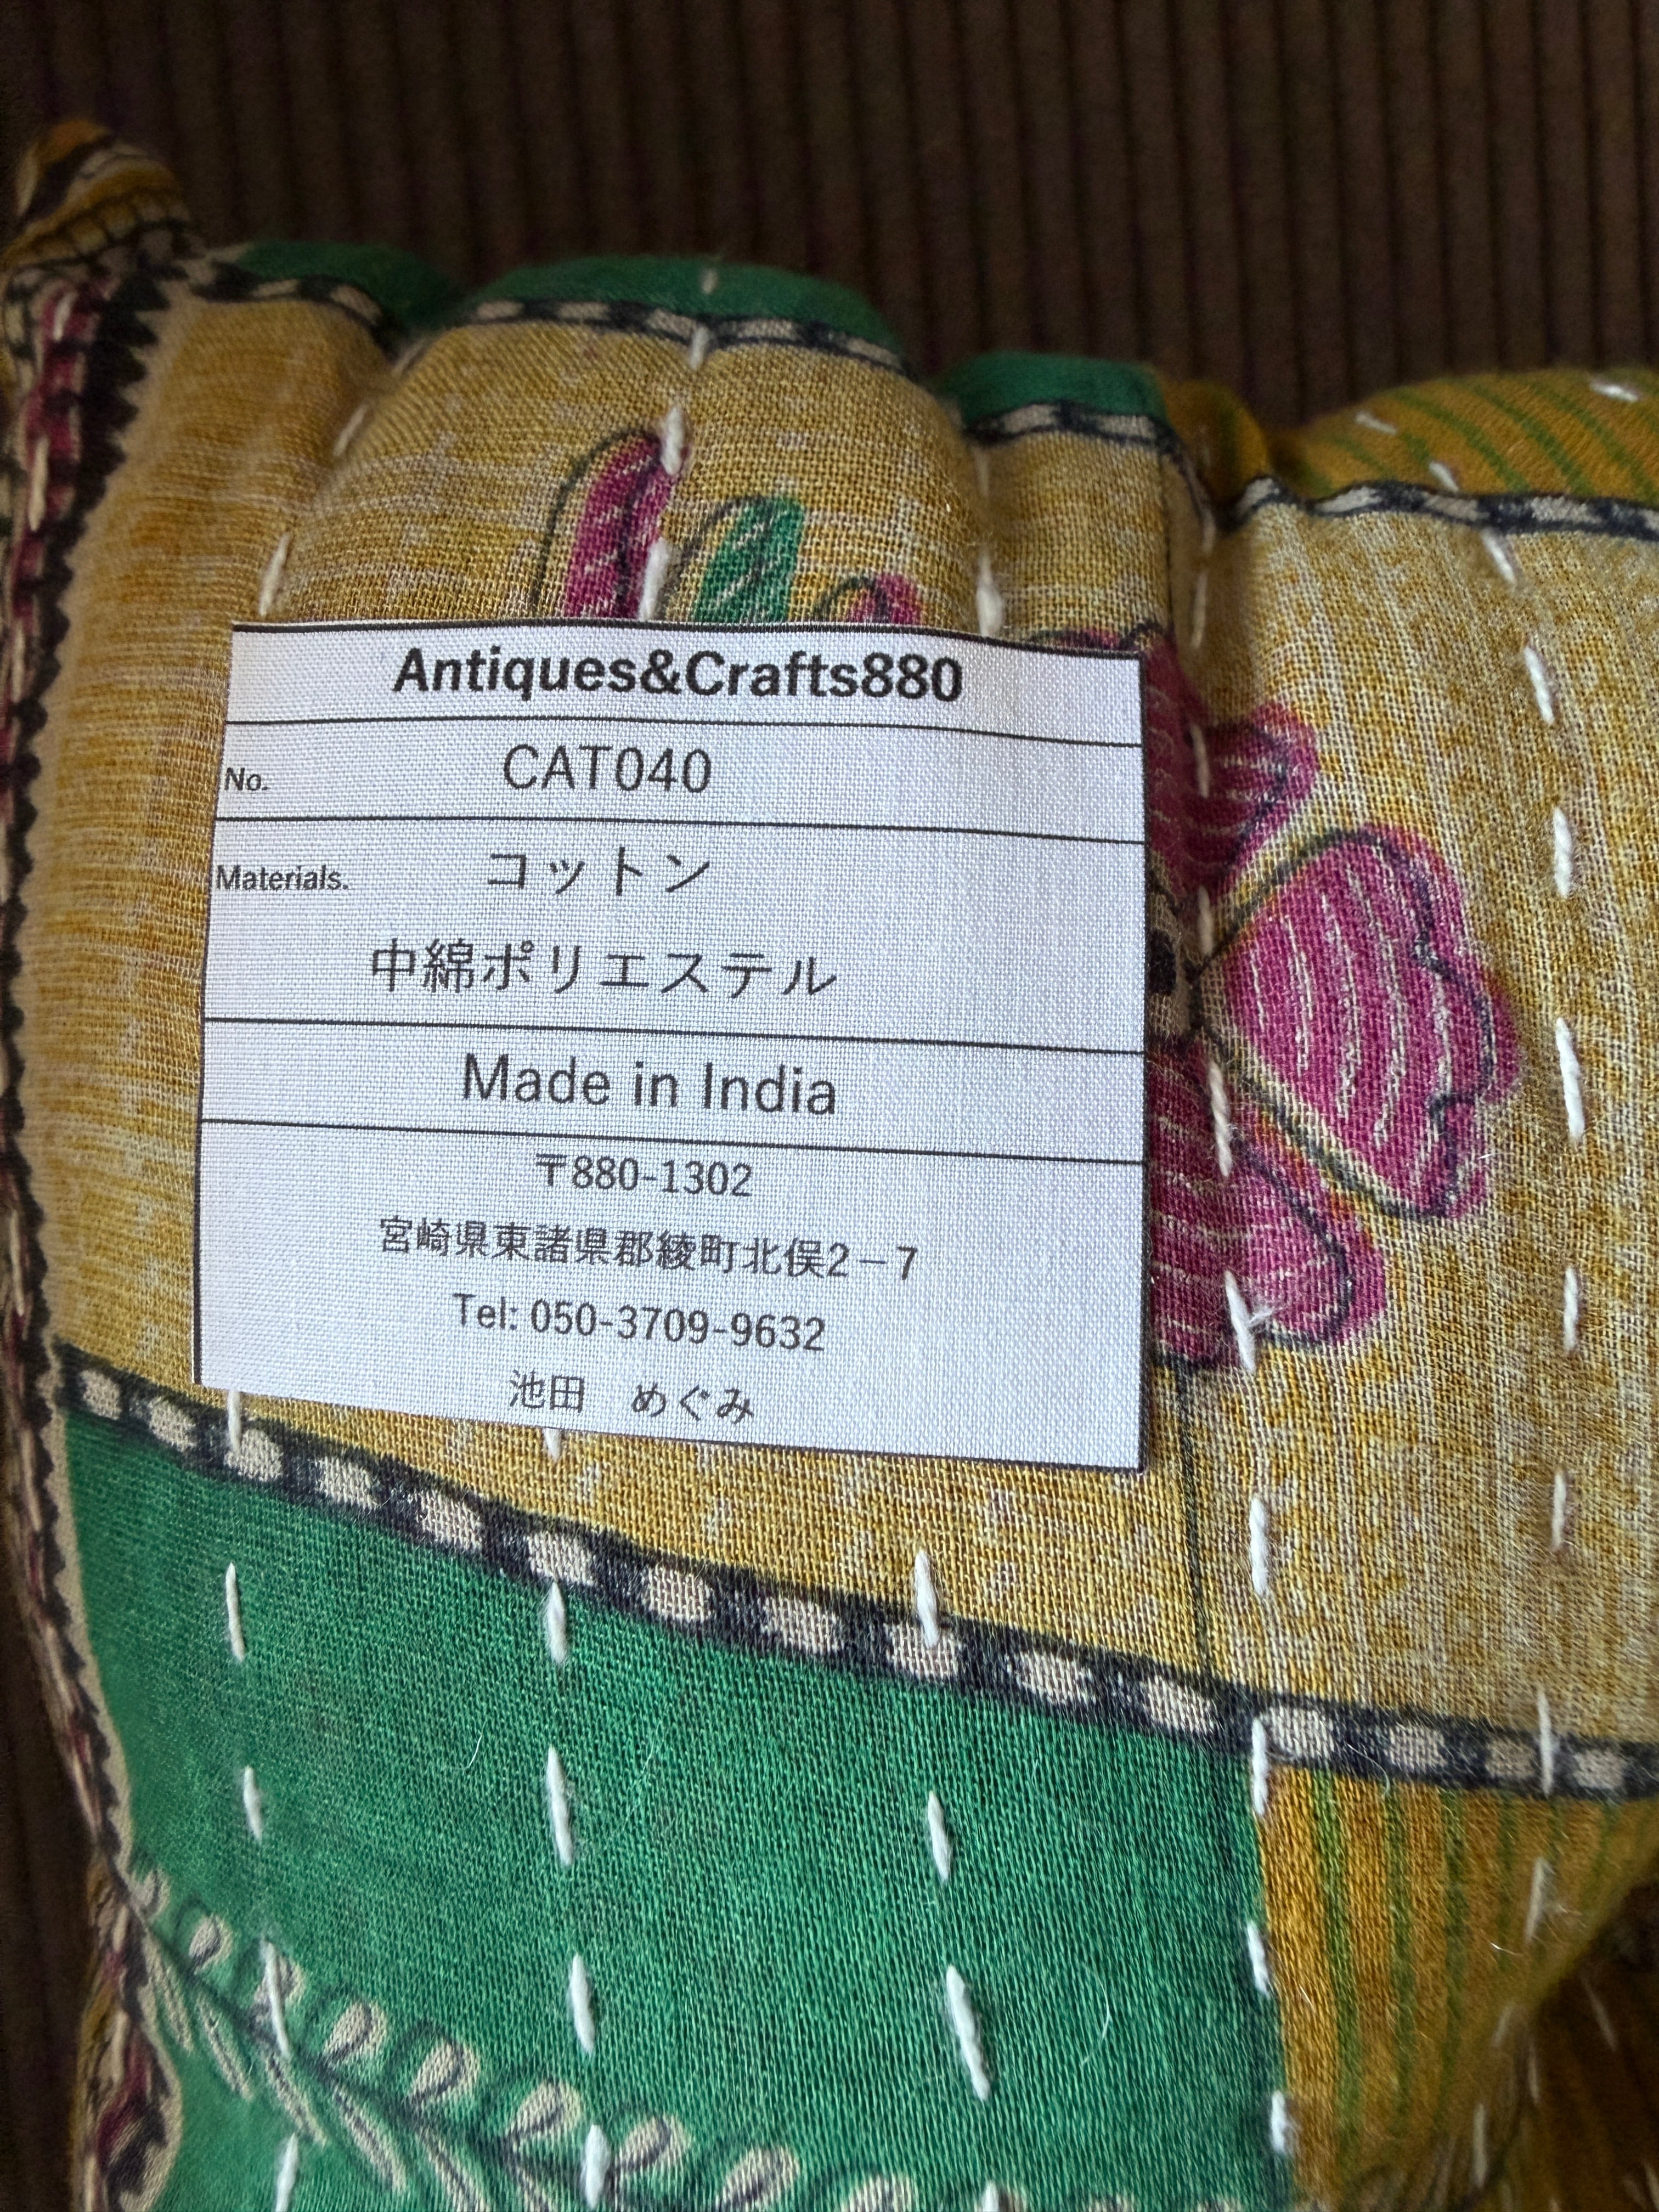 Antiques&Crafts880
No. CAT040
Materials. コットン
中綿ポリエステル
Made in India
〒880-1302
宮崎県東諸県郡綾町北俣2－7
Tel: 050-3709-9632
池田　めぐみ